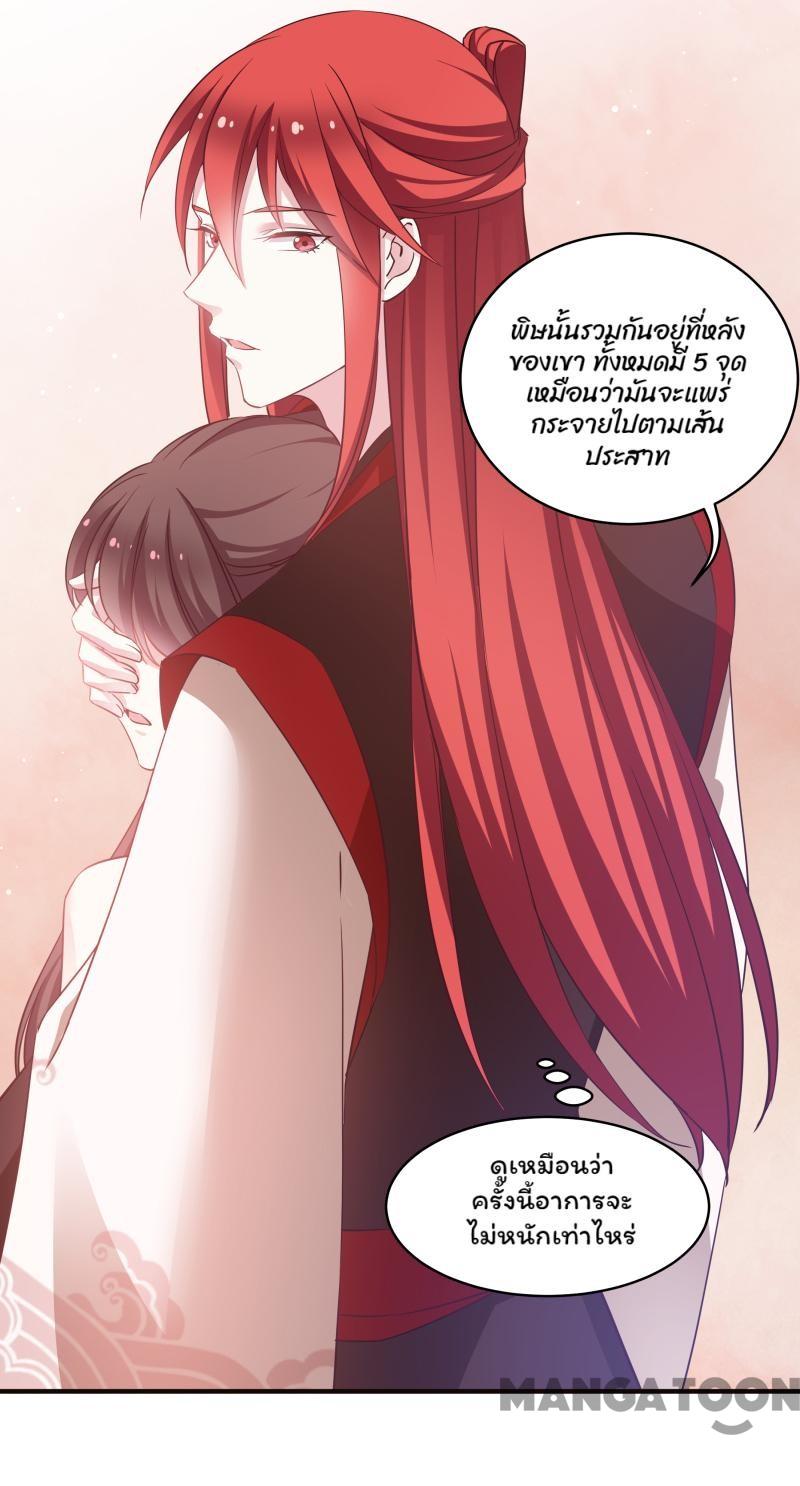 พิษนั้นรวมกันอยู่ที่หลัง
ของเขา ทั้งหมดมี 5 จุด
เหมือนว่ามันจะแพร่
กระจายไปตามเส้น
ประสาท
ดูเหมือนว่า
ครั้งนี้อาการจะ
ไม่หนักเท่าไหร่
MANGATOON